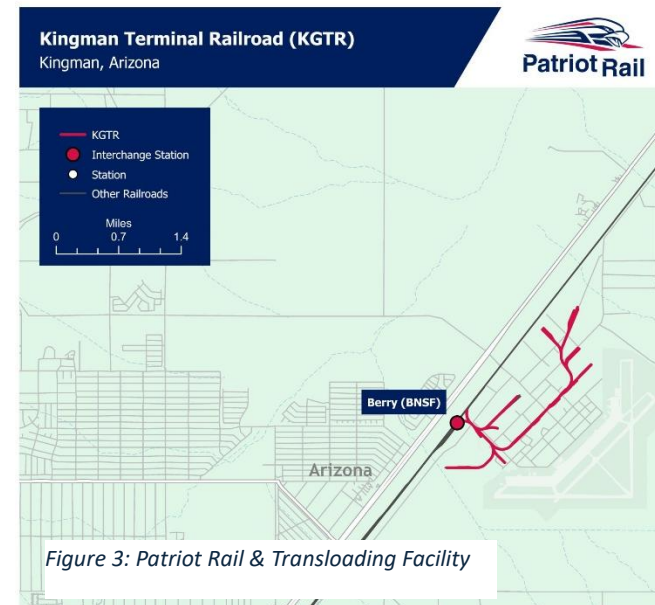 Kingman Terminal Railroad (KGTR)
Kingman, Arizona
Patriot Rail
KGTR
Interchange Station
Station
Other Railroads
Miles
0 0.7 1.4
Berry (BNSF)
Arizona
Figure 3: Patriot Rail & Transloading Facility